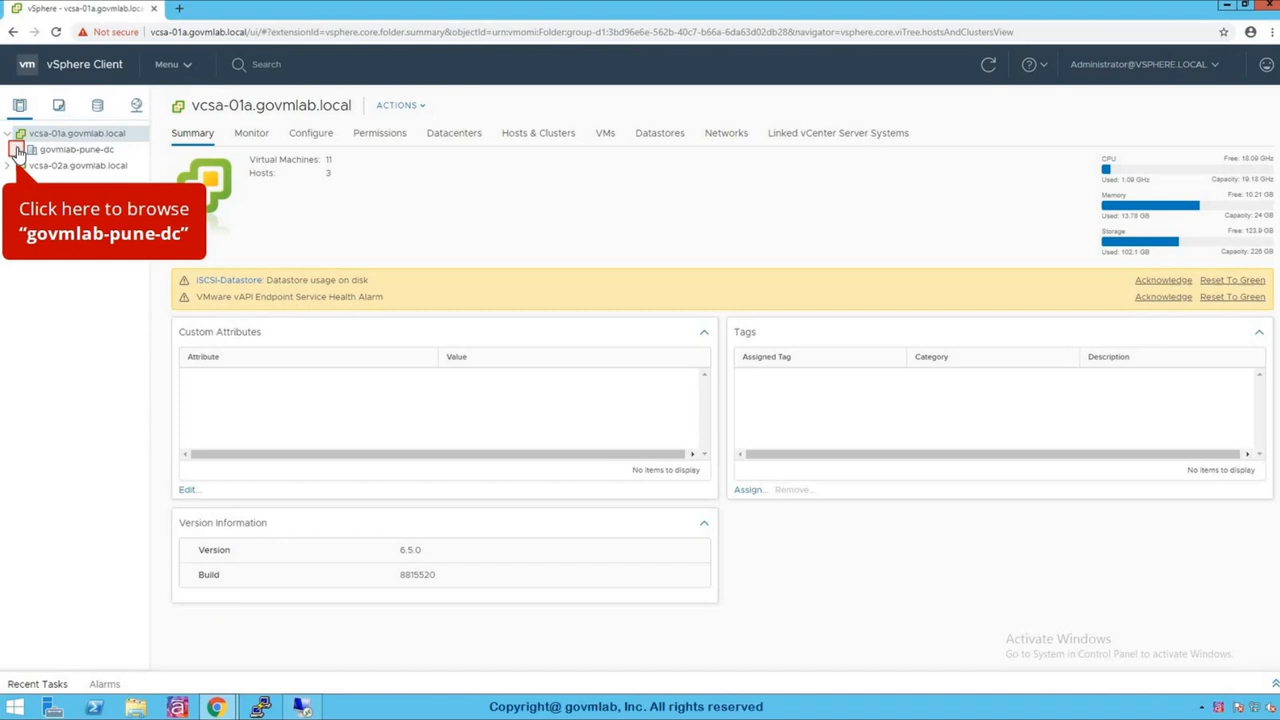 vSphere - vcsa-01a.govmlab.local
Not secure
vcsa-01a.govmlab.local/ui/#?extensionId=vsphere.core.folder.summary&objectId=urn:vmomi:Folder:group-d1:3bd96e6e-562b-40c7-b66a-6da63d02db28&navigator=vsphere.core.viTree.hostsAndClustersView
vm vSphere Client Menu Search Administrator@VSPHERE.LOCAL
vcsa-01a.govmlab.local ACTIONS
Summary Monitor Configure Permissions Datacenters Hosts & Clusters VMs Datastores Networks Linked vCenter Server Systems
vcsa-01a.govmlab.local
govmlab-pune-dc
vcsa-02a.govmlab.local
Click here to browse
“govmlab-pune-dc”
Virtual Machines: 11
Hosts: 3
CPU Free: 18.09 GHz
Used: 1.09 GHz Capacity: 19.18 GHz
Memory Free: 10.21 GB
Used: 13.78 GB Capacity: 24 GB
Storage Free: 123.9 GB
Used: 102.1 GB Capacity: 226 GB
ISCSI-Datastore: Datastore usage on disk Acknowledge Reset To Green
VMware vAPI Endpoint Service Health Alarm Acknowledge Reset To Green
Custom Attributes
Attribute Value
No items to display
Edit...
Tags
Assigned Tag Category Description
No items to display
Assign... Remove...
Version Information
Version 6.5.0
Build 8815520
Activate Windows
Go to System in Control Panel to activate Windows.
Recent Tasks Alarms
Copyright@ govmlab, Inc. All rights reserved